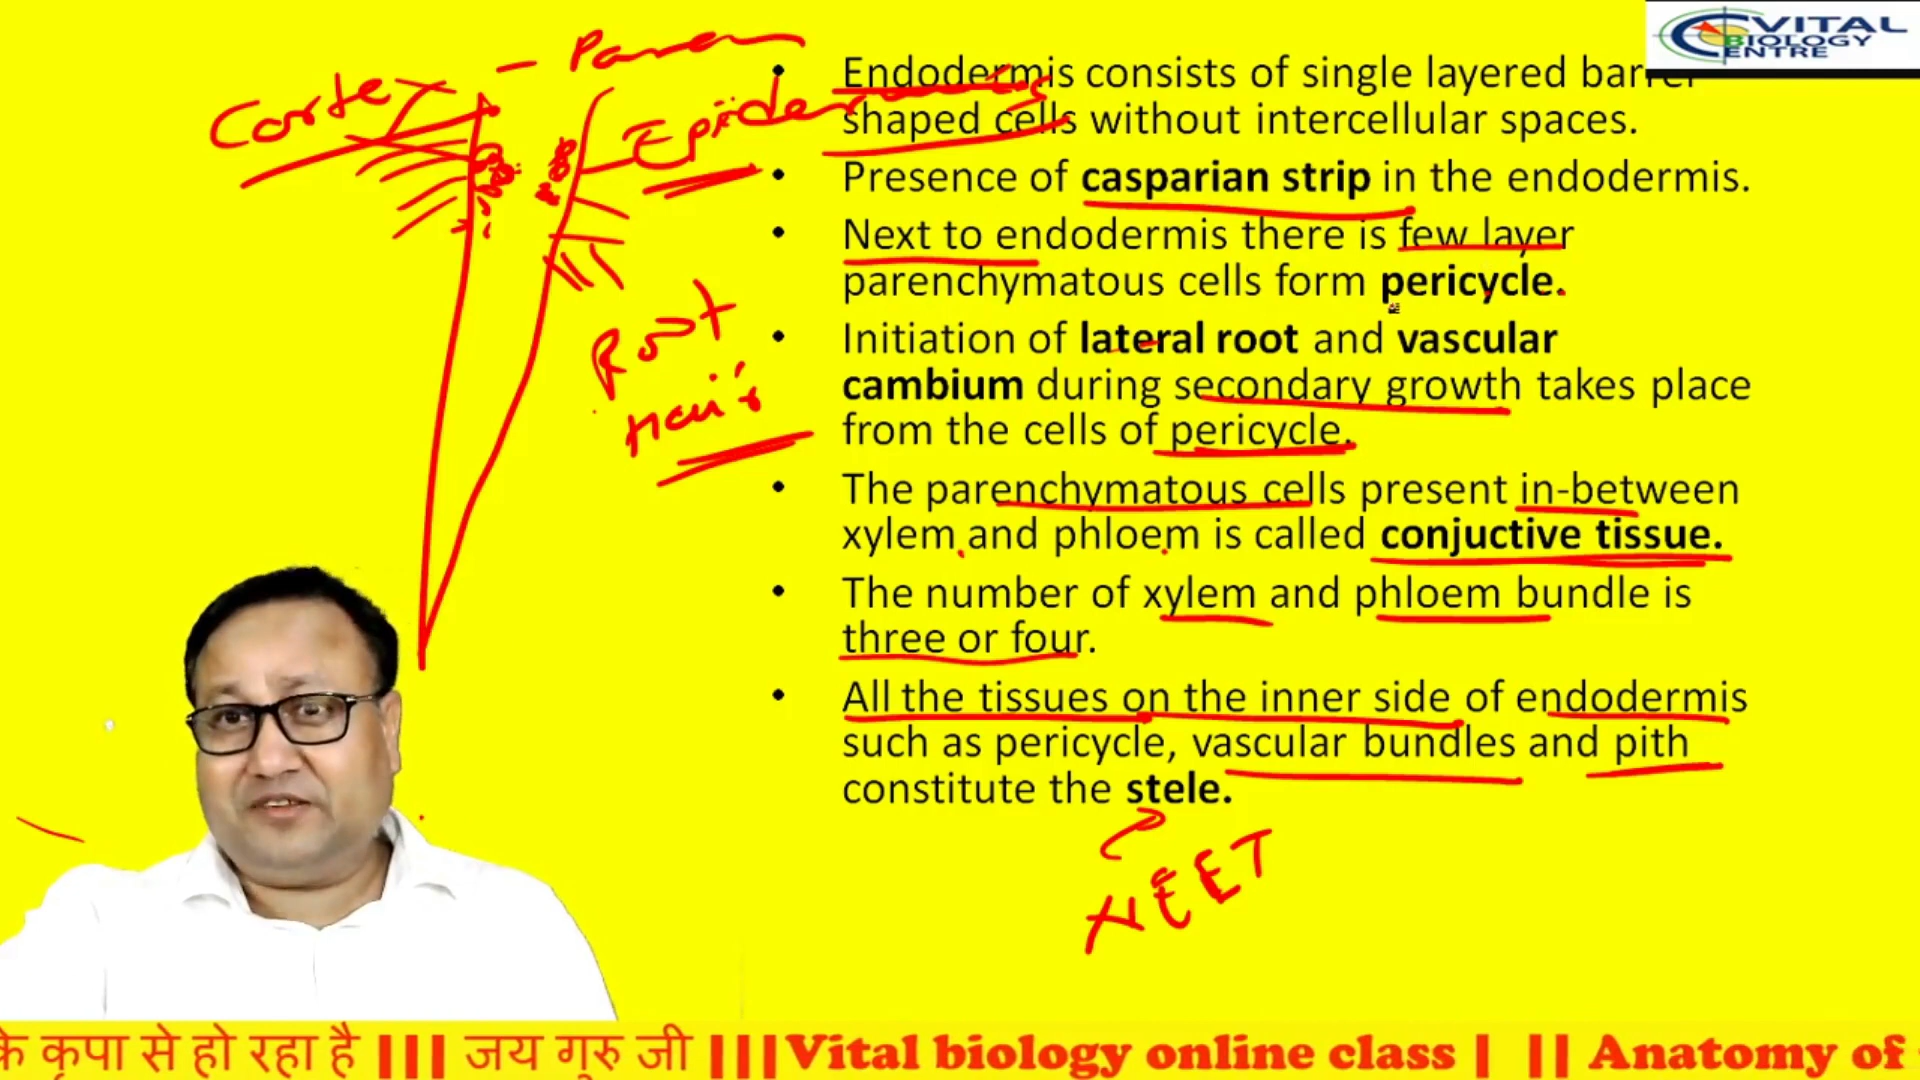 VITAL
BIOLOGY
CENTRE
Cortex
Epidermis
Root
Hair
Endodermis consists of single layered barrel
shaped cells without intercellular spaces.
Presence of casparian strip in the endodermis.
Next to endodermis there is few layer
parenchymatous cells form pericycle.
Initiation of lateral root and vascular
cambium during secondary growth takes place
from the cells of pericycle.
The parenchymatous cells present in-between
xylem and phloem is called conjuctive tissue.
The number of xylem and phloem bundle is
three or four.
All the tissues on the inner side of endodermis
such as pericycle, vascular bundles and pith
constitute the stele.
NEET
के कृपा से हो रहा है ||| जय गुरु जी |||Vital biology online class | || Anatomy of